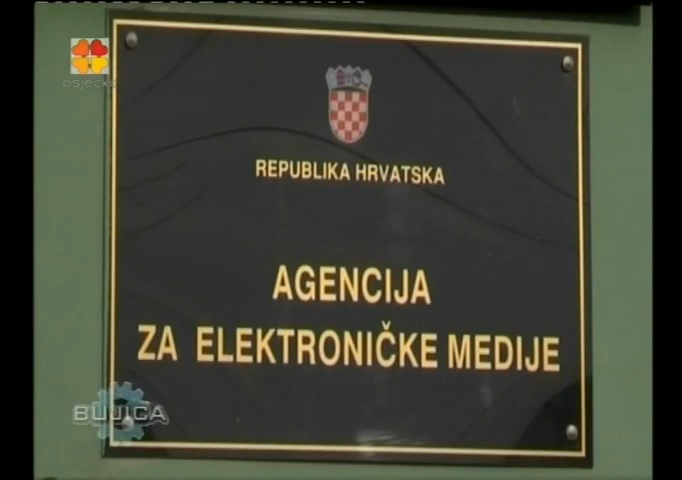 osječka
REPUBLIKA HRVATSKA
AGENCIJA
ZA ELEKTRONIČKE MEDIJE
BUJICA